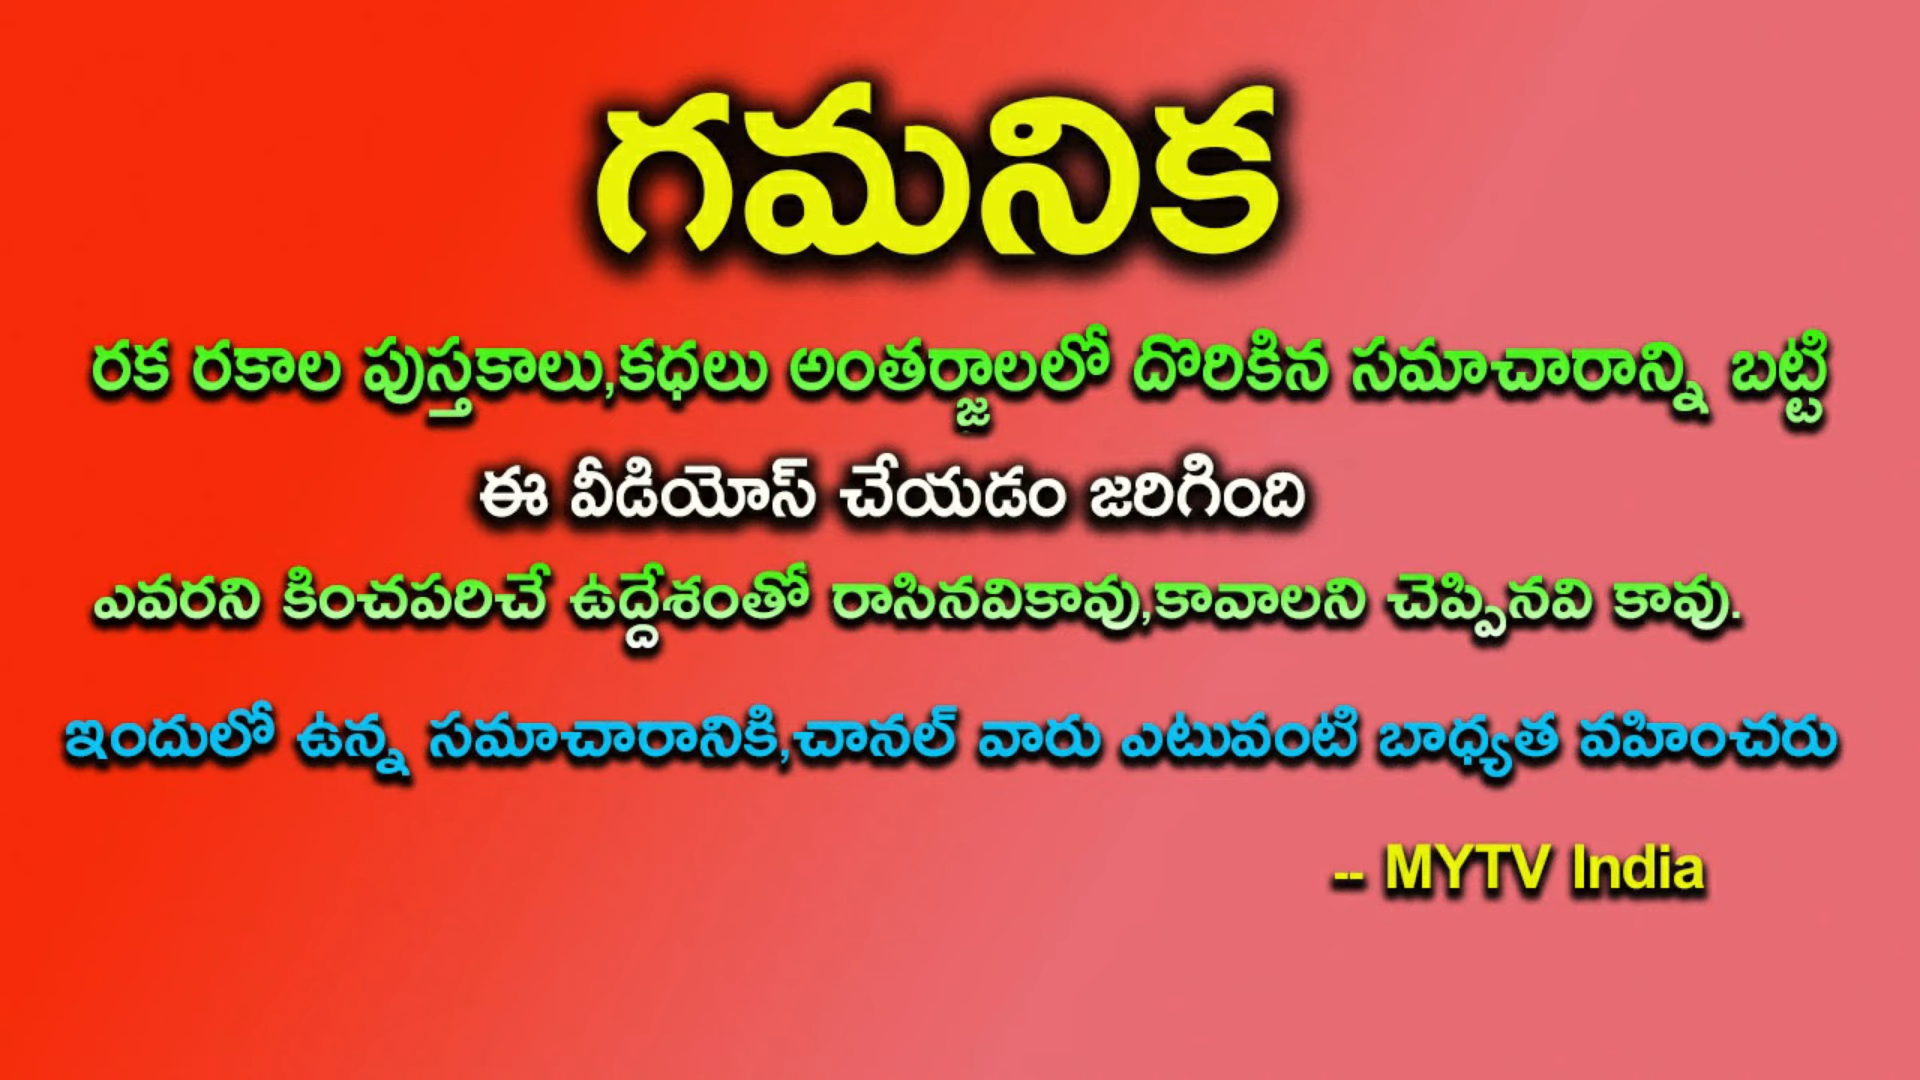 గమనిక
రక రకాల పుస్తకాలు,కధలు అంతర్జాలలో దొరికిన సమాచారాన్ని బట్టి
ఈ వీడియోస్ చేయడం జరిగింది
ఎవరని కించపరిచే ఉద్దేశంతో రాసినవికావు,కావాలని చెప్పినవి కావు.
ఇందులో ఉన్న సమాచారానికి,చానల్ వారు ఎటువంటి బాధ్యత వహించరు
-- MYTV India